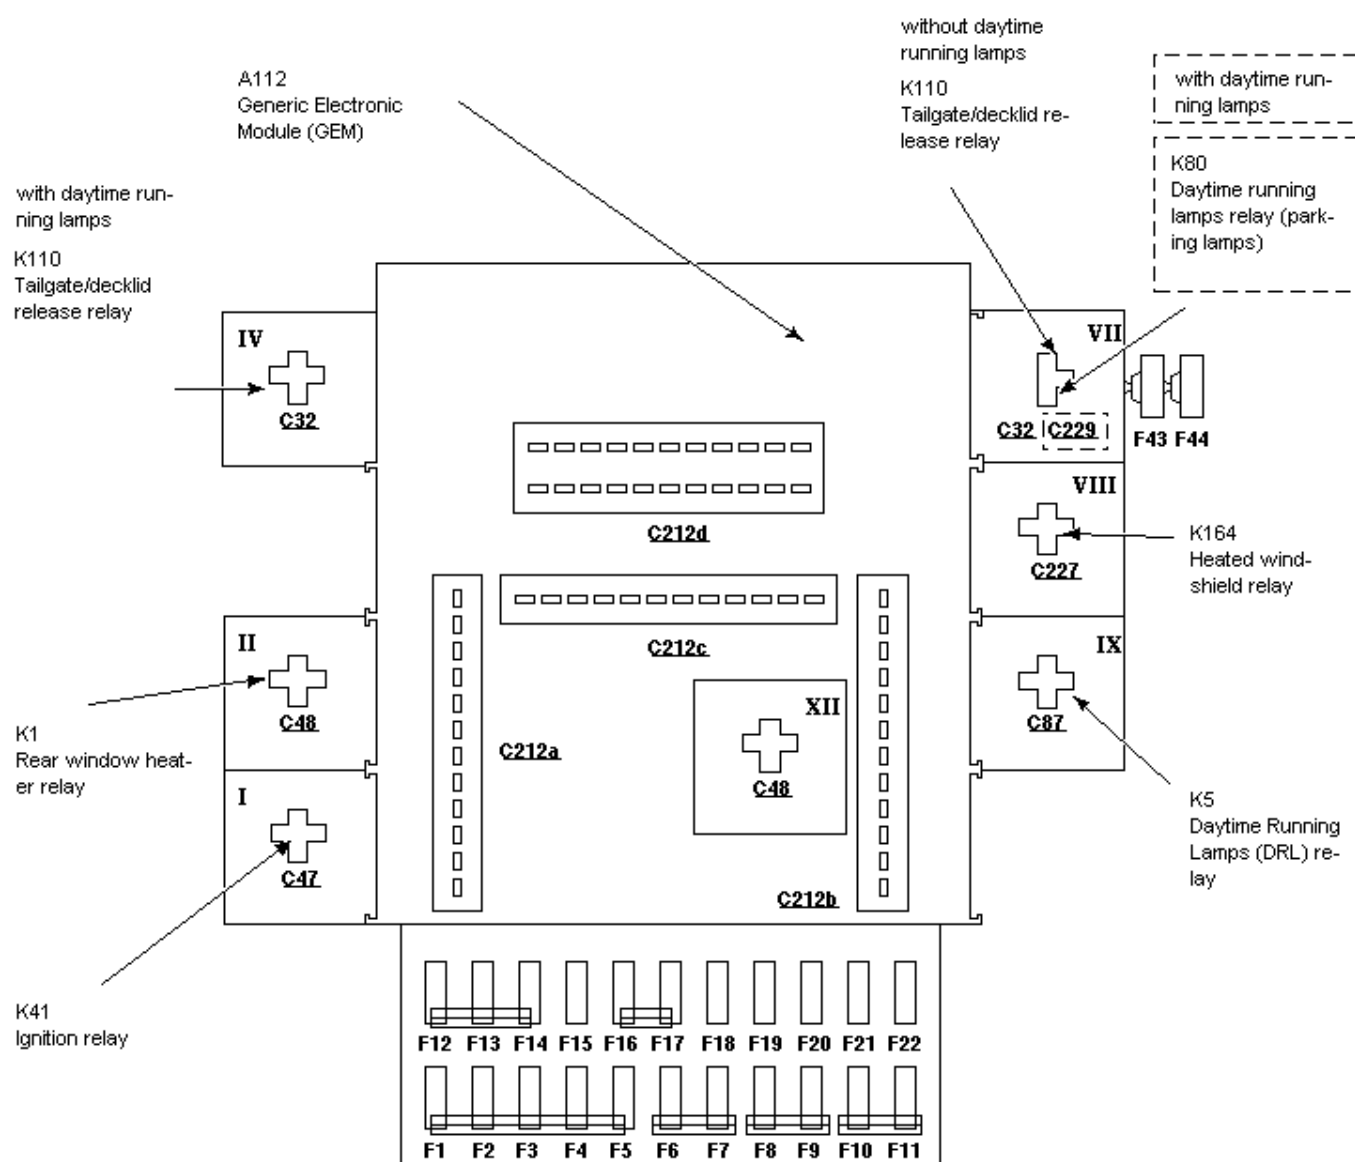 without daytime
running lamps
K110
Tailgate/decklid re-
lease relay
with daytime run-
ning lamps
A112
Generic Electronic
Module (GEM)
K80
Daytime running
lamps relay (park-
ing lamps)
with daytime run-
ning lamps
K110
Tailgate/decklid
release relay
IV
C32
VII
C32 C229
F43 F44
C212d
VIII
C227
K164
Heated wind-
shield relay
C212c
II
C48
K1
Rear window heat-
er relay
C212a
XII
C48
IX
C87
K5
Daytime Running
Lamps (DRL) re-
lay
I
C47
C212b
K41
Ignition relay
F12 F13 F14 F15 F16 F17 F18 F19 F20 F21 F22
F1 F2 F3 F4 F5 F6 F7 F8 F9 F10 F11